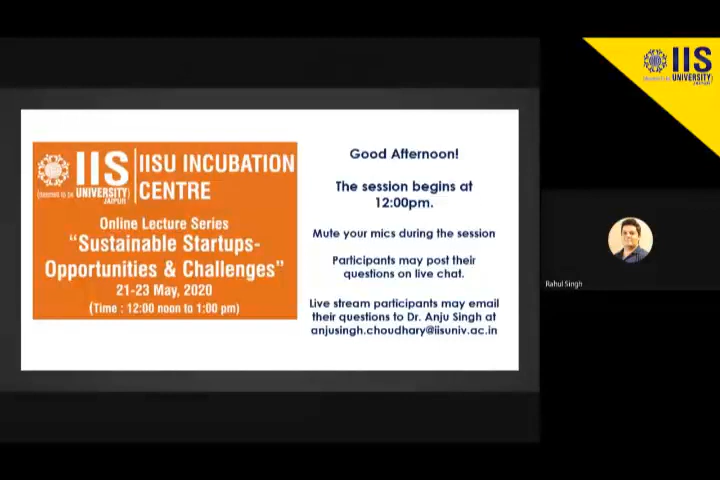 IIS
UNIVERSITY
JAIPUR
IIS
UNIVERSITY
JAIPUR
IISU INCUBATION
CENTRE
Online Lecture Series
“Sustainable Startups-
Opportunities & Challenges”
21-23 May, 2020
(Time : 12:00 noon to 1:00 pm)
Good Afternoon!
The session begins at
12:00pm.
Mute your mics during the session
Participants may post their
questions on live chat.
Live stream participants may email
their questions to Dr. Anju Singh at
anjusingh.choudhary@iisuniv.ac.in
Rahul Singh